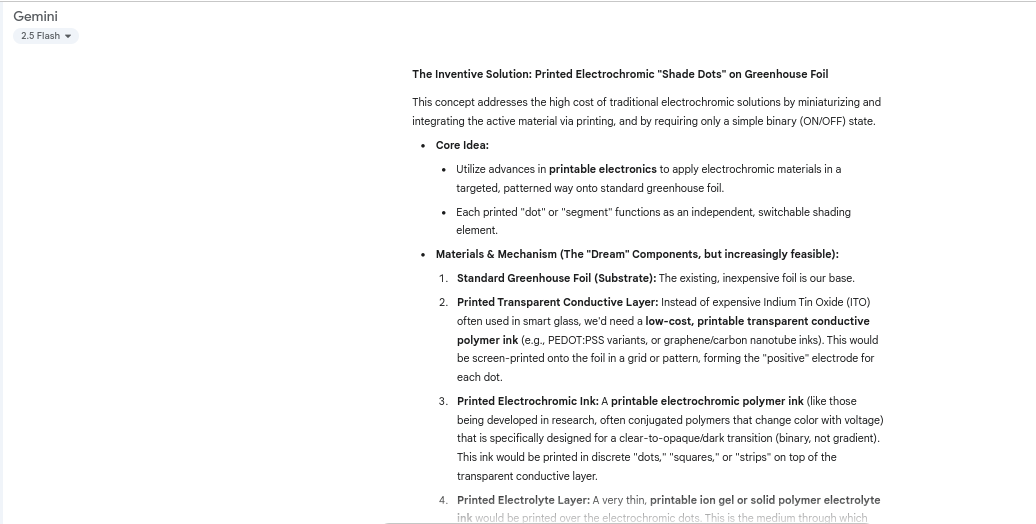 Gemini
2.5 Flash
The Inventive Solution: Printed Electrochromic "Shade Dots" on Greenhouse Foil
This concept addresses the high cost of traditional electrochromic solutions by miniaturizing and
integrating the active material via printing, and by requiring only a simple binary (ON/OFF) state.
• Core Idea:
• Utilize advances in printable electronics to apply electrochromic materials in a
targeted, patterned way onto standard greenhouse foil.
• Each printed "dot" or "segment" functions as an independent, switchable shading
element.
• Materials & Mechanism (The "Dream" Components, but increasingly feasible):
1. Standard Greenhouse Foil (Substrate): The existing, inexpensive foil is our base.
2. Printed Transparent Conductive Layer: Instead of expensive Indium Tin Oxide (ITO)
often used in smart glass, we'd need a low-cost, printable transparent conductive
polymer ink (e.g., PEDOT:PSS variants, or graphene/carbon nanotube inks). This would
be screen-printed onto the foil in a grid or pattern, forming the "positive" electrode for
each dot.
3. Printed Electrochromic Ink: A printable electrochromic polymer ink (like those
being developed in research, often conjugated polymers that change color with voltage)
that is specifically designed for a clear-to-opaque/dark transition (binary, not gradient).
This ink would be printed in discrete "dots," "squares," or "strips" on top of the
transparent conductive layer.
4. Printed Electrolyte Layer: A very thin, printable ion gel or solid polymer electrolyte
ink would be printed over the electrochromic dots. This is the medium through which